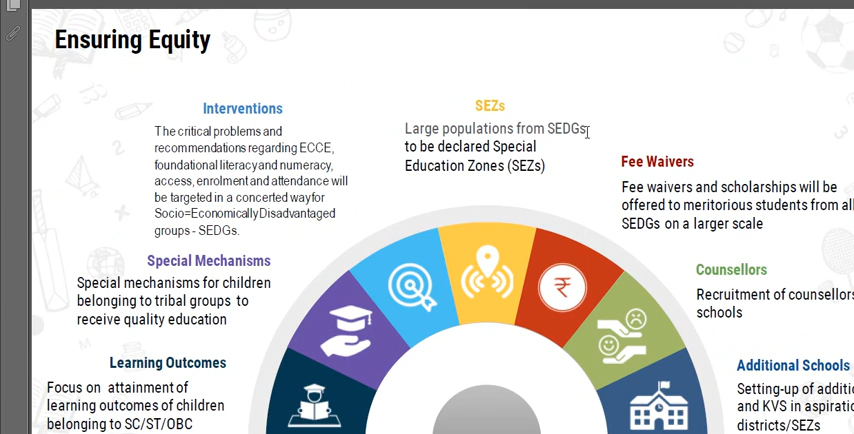 Ensuring Equity
Interventions
The critical problems and
recommendations regarding ECCE,
foundational literacy and numeracy,
access, enrolment and attendance will
be targeted in a concerted way for
Socio=Economically Disadvantaged
groups - SEDGs.
SEZs
Large populations from SEDGs
to be declared Special
Education Zones (SEZs)
Fee Waivers
Fee waivers and scholarships will be
offered to meritorious students from all
SEDGs on a larger scale
Special Mechanisms
Special mechanisms for children
belonging to tribal groups to
receive quality education
Counsellors
Recruitment of counsellors
schools
Learning Outcomes
Focus on attainment of
learning outcomes of children
belonging to SC/ST/OBC
Additional Schools
Setting-up of
and KVS in
districts/SEZs
₹